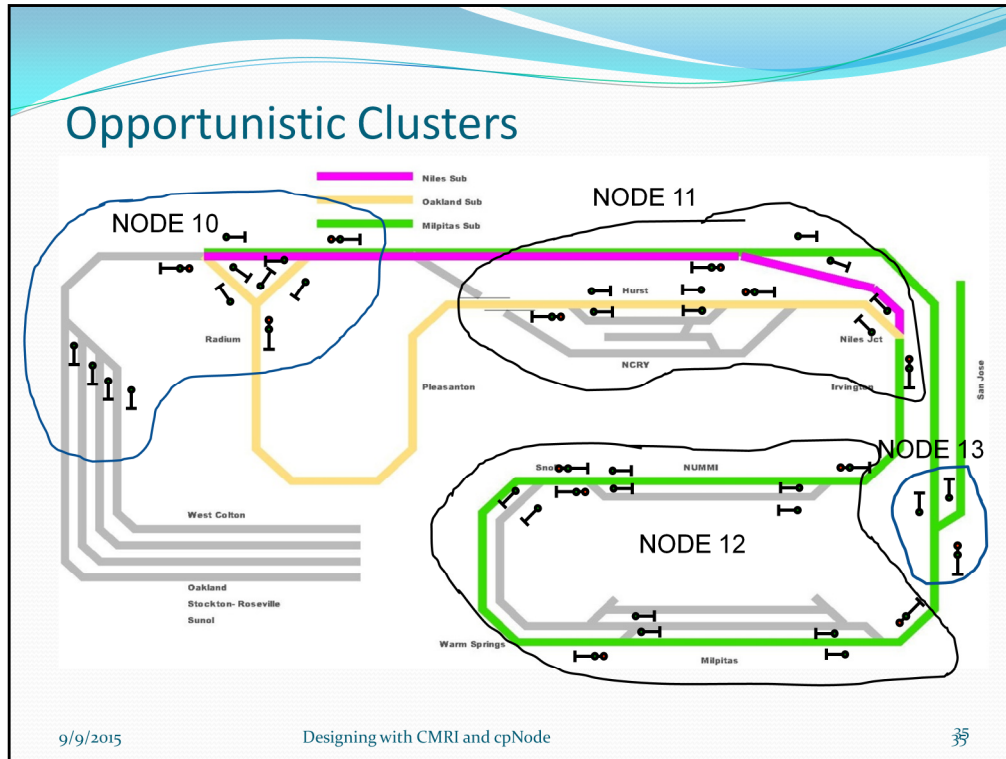 Opportunistic Clusters
Niles Sub
Oakland Sub
Milpitas Sub
NODE 10
NODE 11
Hurst
Radium
Niles Jct
NCRY
Pleasanton
Irvington
San Jose
NODE 13
NUMMI
West Colton
NODE 12
Oakland
Stockton- Roseville
Sunol
Warm Springs
Milpitas
9/9/2015
Designing with CMRI and cpNode
35